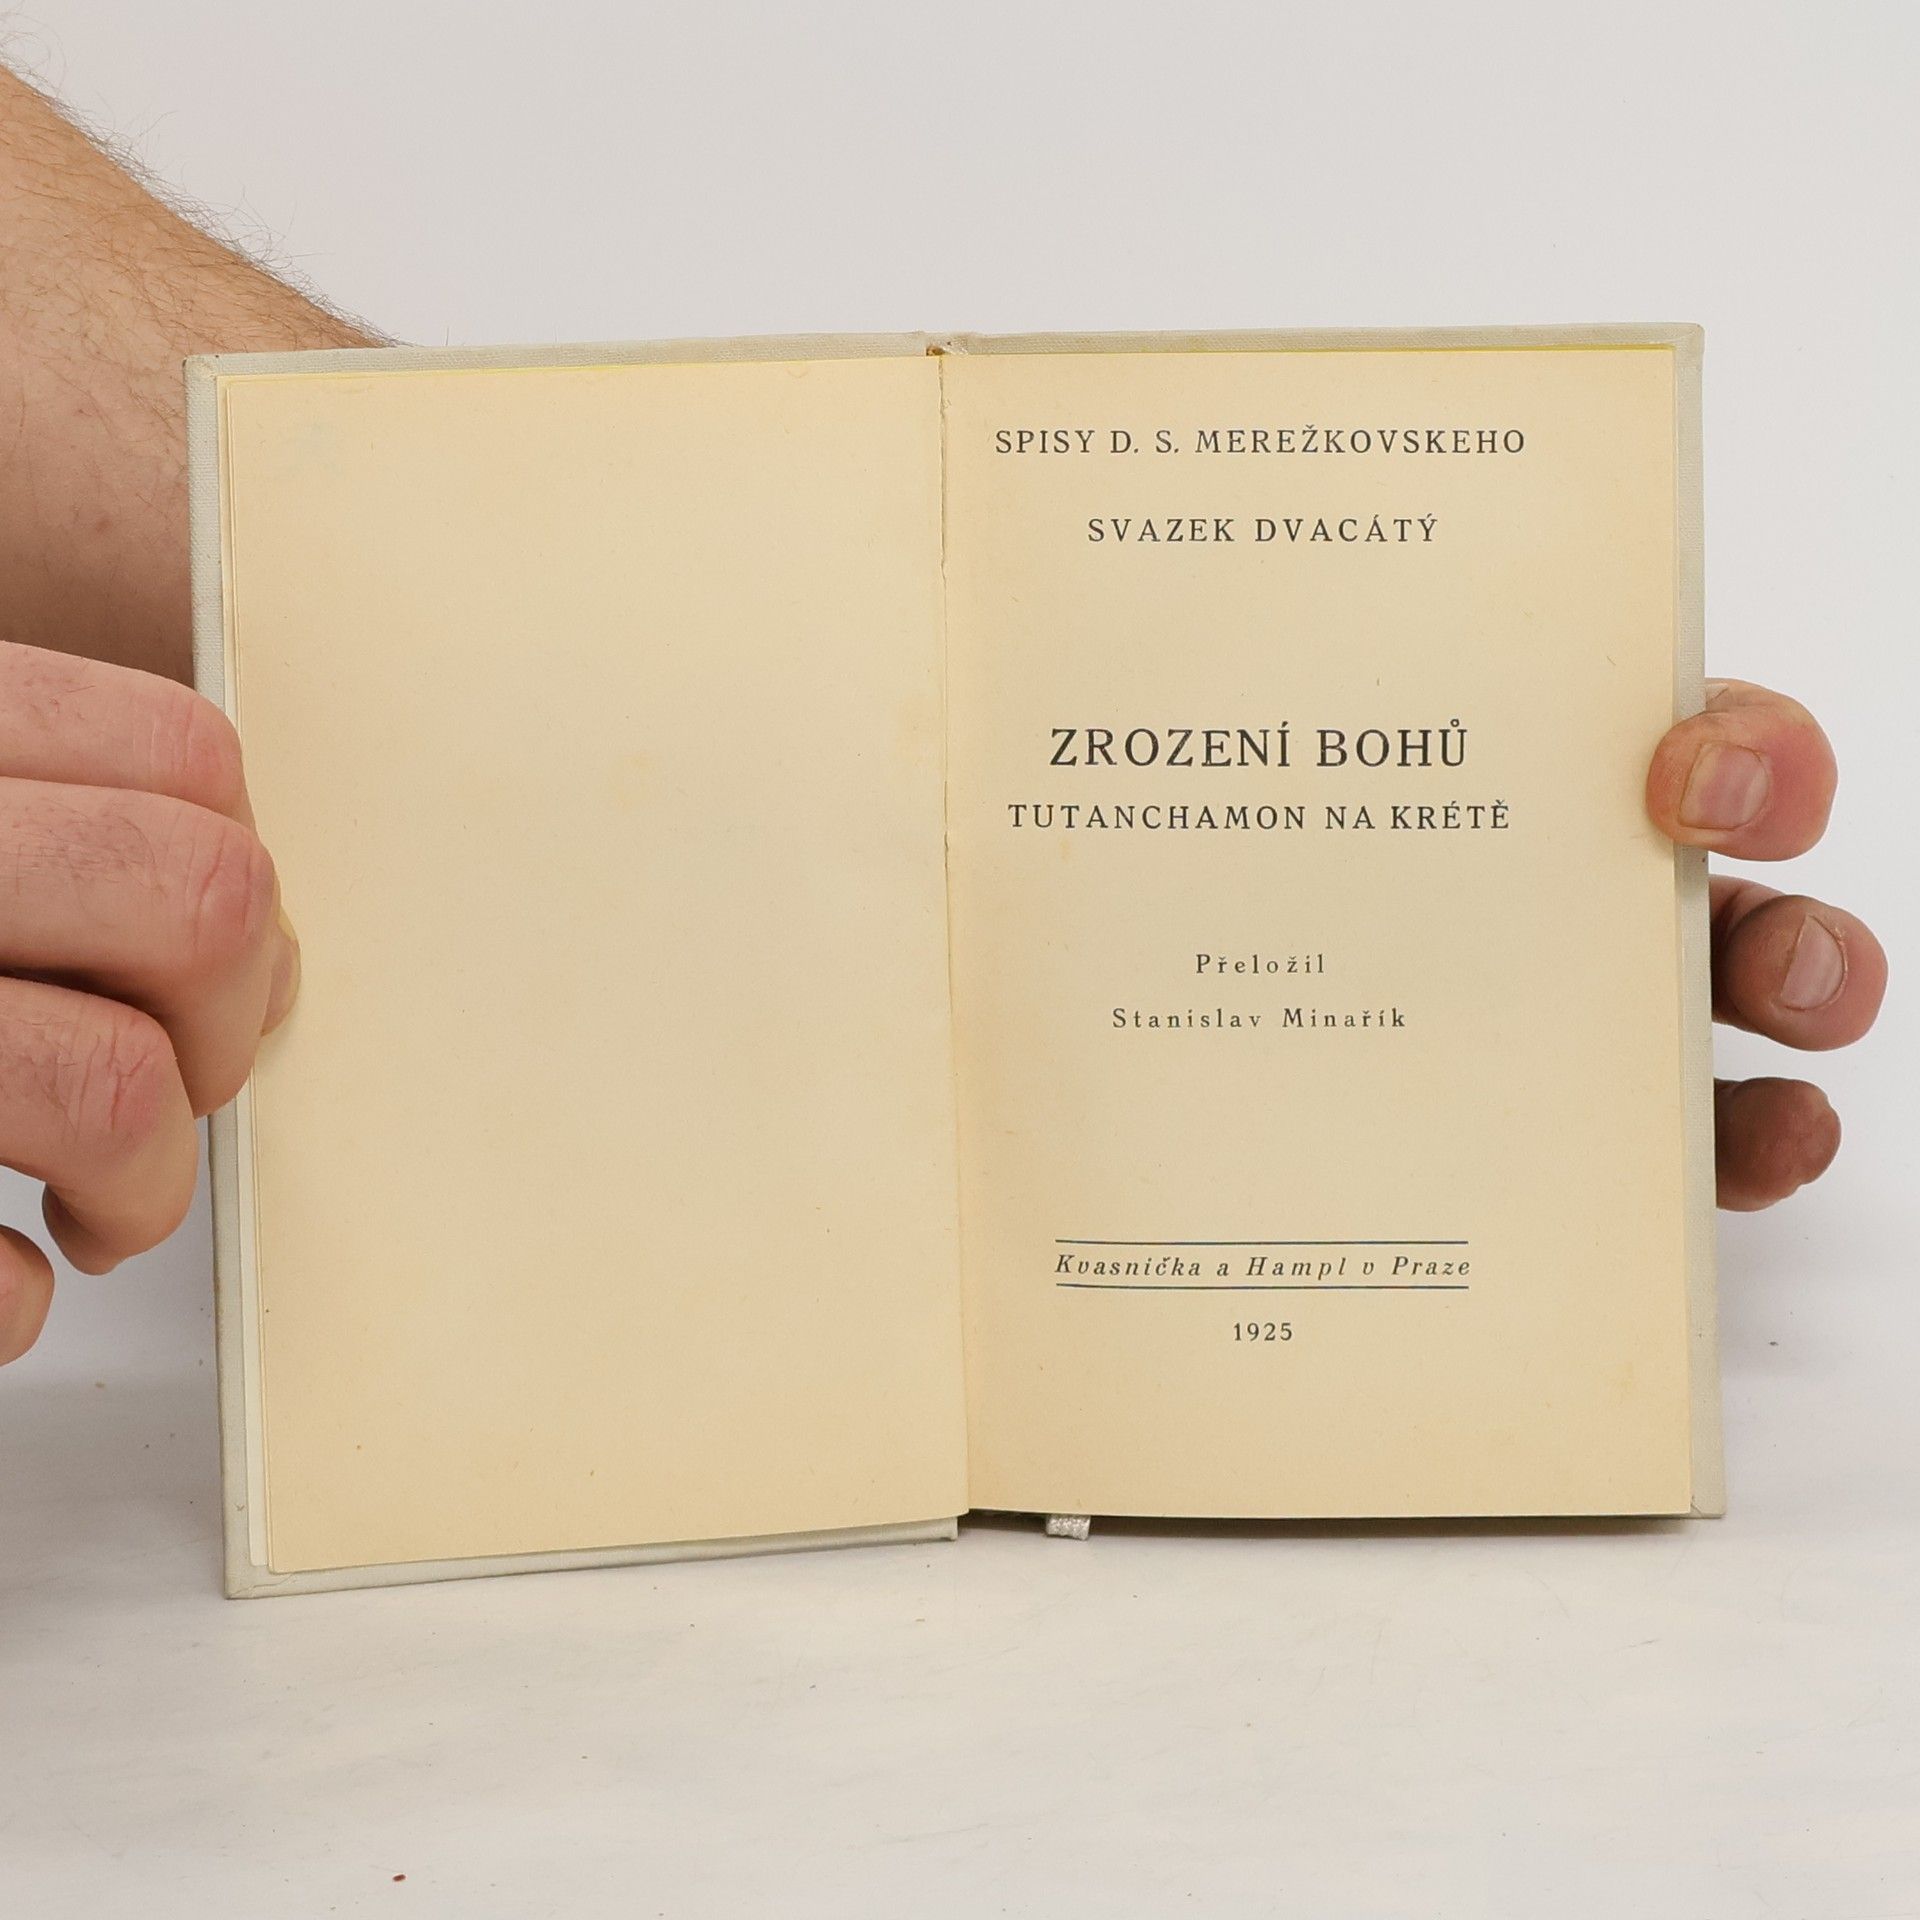 SPISY D. S. MEREŽKOVSKEHO
SVAZEK DVACÁTÝ
ZROZENÍ BOHŮ
TUTANCHAMON NA KRÉTĚ
Přeložil
Stanislav Minařík
Kvasnička a Hampl v Praze
1925